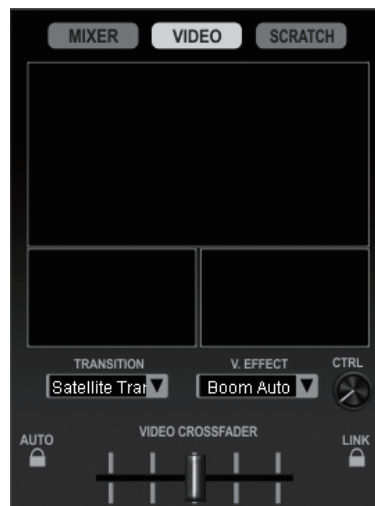 MIXER VIDEO SCRATCH
TRANSITION V. EFFECT CTRL
Satellite Tran Boom Auto
AUTO VIDEO CROSSFADER LINK